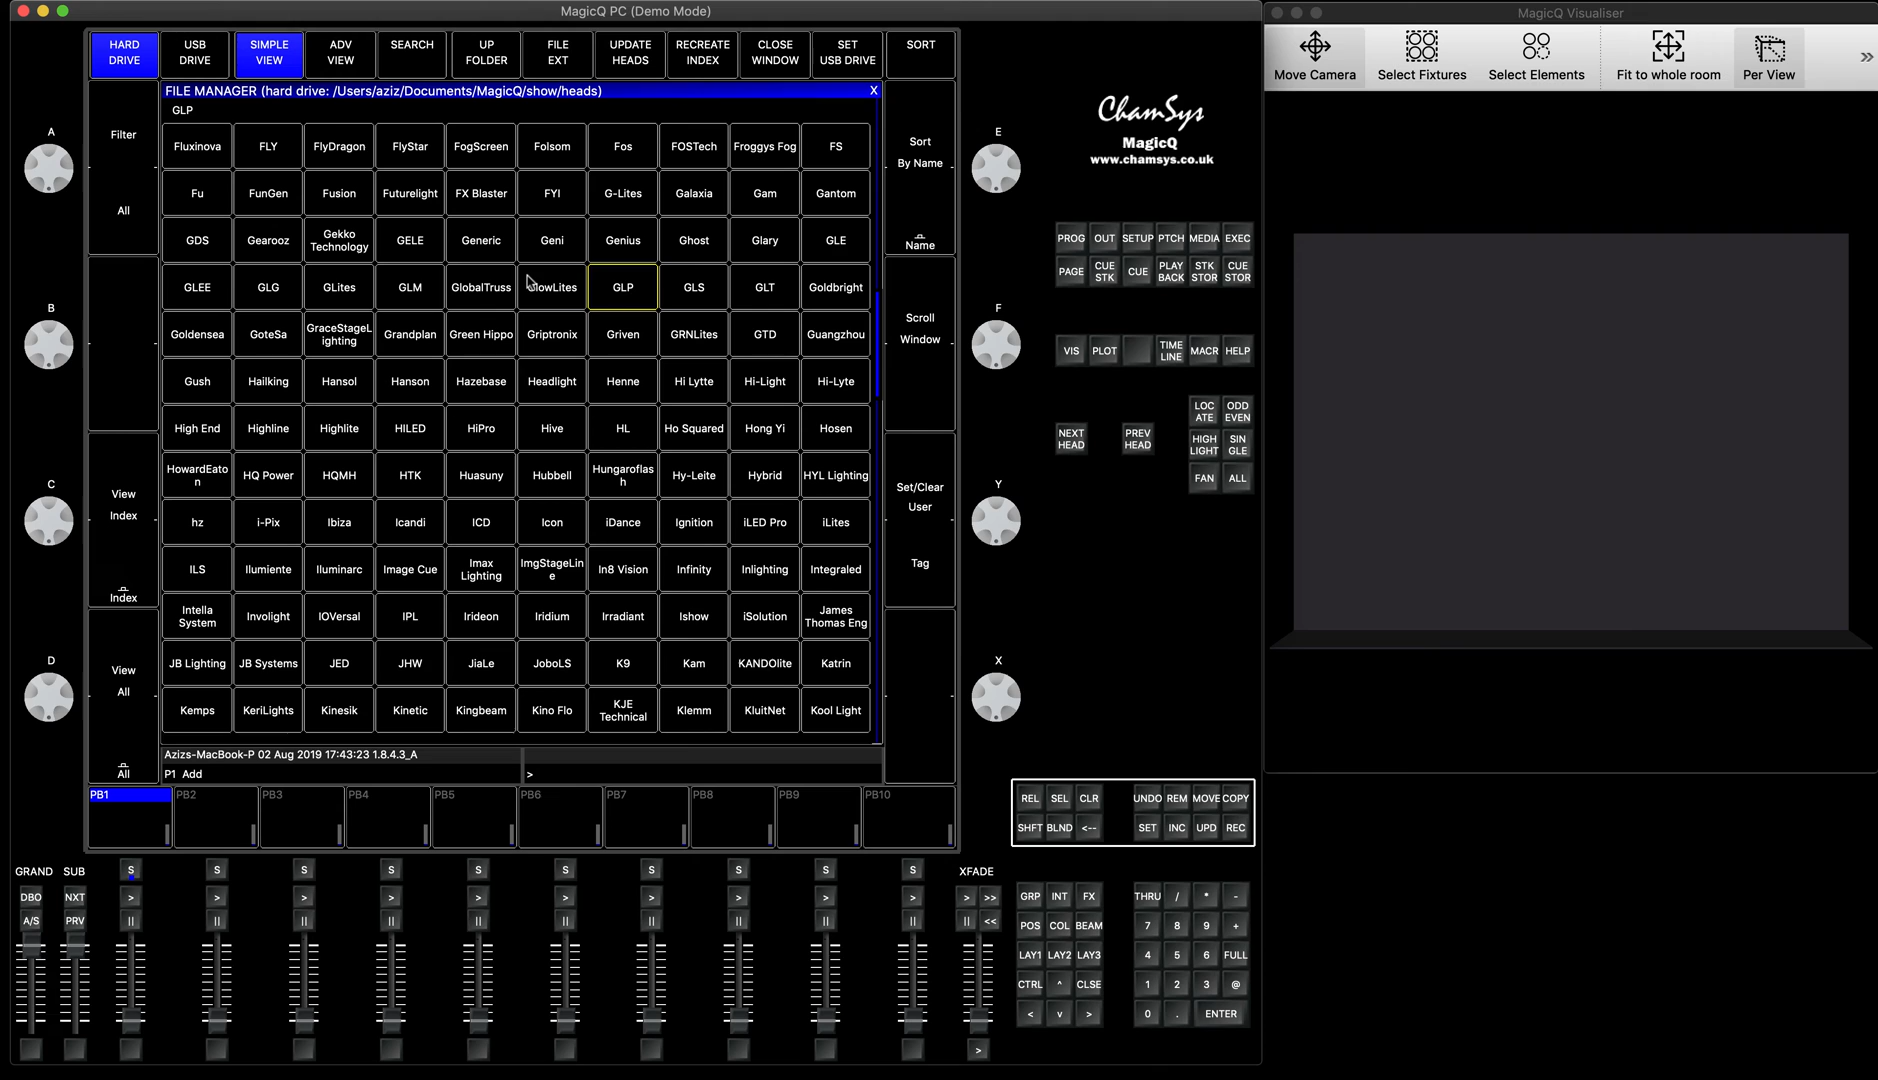 MagicQ PC (Demo Mode)
HARD DRIVE
USB DRIVE
SIMPLE VIEW
ADV VIEW
SEARCH
UP FOLDER
FILE EXT
UPDATE HEADS
RECREATE INDEX
CLOSE WINDOW
SET USB DRIVE
SORT
FILE MANAGER (hard drive: /Users/aziz/Documents/MagicQ/show/heads) X
GLP
Fluxinova FLY FlyDragon FlyStar FogScreen Folsom Fos FOSTech Froggys Fog FS
Fu FunGen Fusion Futurelight FX Blaster FYI G-Lites Galaxia Gam Gantom
GDS Gearooz Gekko Technology GELE Generic Geni Genius Ghost Glary GLE
GLEE GLG GLites GLM GlobalTruss lowLites GLP GLS GLT Goldbright
Goldensea GoteSa GraceStageLighting Grandplan Green Hippo Griptronix Griven GRNLites GTD Guangzhou
Gush Hailking Hansol Hanson Hazebase Headlight Henne Hi Lytte Hi-Light Hi-Lyte
High End Highline Highlite HILED HiPro Hive HL Ho Squared Hong Yi Hosen
HowardEaton HQ Power HQMH HTK Huasuny Hubbell Hungaroflash Hy-Leite Hybrid HYL Lighting
hz i-Pix Ibiza Icandi ICD Icon iDance Ignition iLED Pro iLites
ILS Ilumiente Iluminarc Image Cue Imax Lighting ImgStageLine In8 Vision Infinity Inlighting Integraled
Intella System Involight IOVersal IPL Irideon Iridium Irradiant Ishow iSolution James Thomas Eng
JB Lighting JB Systems JED JHW JiaLe JoboLS K9 Kam KANDOlite Katrin
Kemps KeriLights Kinesik Kinetic Kingbeam Kino Flo KJE Technical Klemm KluitNet Kool Light
Azizs-MacBook-P 02 Aug 2019 17:43:23 1.8.4.3_A
P1 Add >
A
Filter
All
B
C
View
Index
Index
D
View
All
All
Sort
By Name
Name
Scroll
Window
Set/Clear
User
Tag
E
F
Y
X
PB1 PB2 PB3 PB4 PB5 PB6 PB7 PB8 PB9 PB10
GRAND SUB S S S S S S S S S S XFADE
DBO NXT > > > > > > > > > > > >>
A/S PRV || || || || || || || || || || || <<
>
ChamSys
MagicQ
www.chamsys.co.uk
PROG OUT SETUP PTCH MEDIA EXEC
PAGE CUE STK CUE PLAY BACK STK STOR CUE STOR
VIS PLOT TIME LINE MACR HELP
LOC ATE ODD EVEN
NEXT HEAD PREV HEAD HIGH LIGHT SIN GLE
FAN ALL
REL SEL CLR UNDO REM MOVE COPY
SHFT BLND <-- SET INC UPD REC
GRP INT FX THRU / * -
POS COL BEAM 7 8 9 +
LAY1 LAY2 LAY3 4 5 6 FULL
CTRL ^ CLSE 1 2 3 @
< v > 0 . ENTER
MagicQ Visualiser
Move Camera
Select Fixtures
Select Elements
Fit to whole room
Per View
»